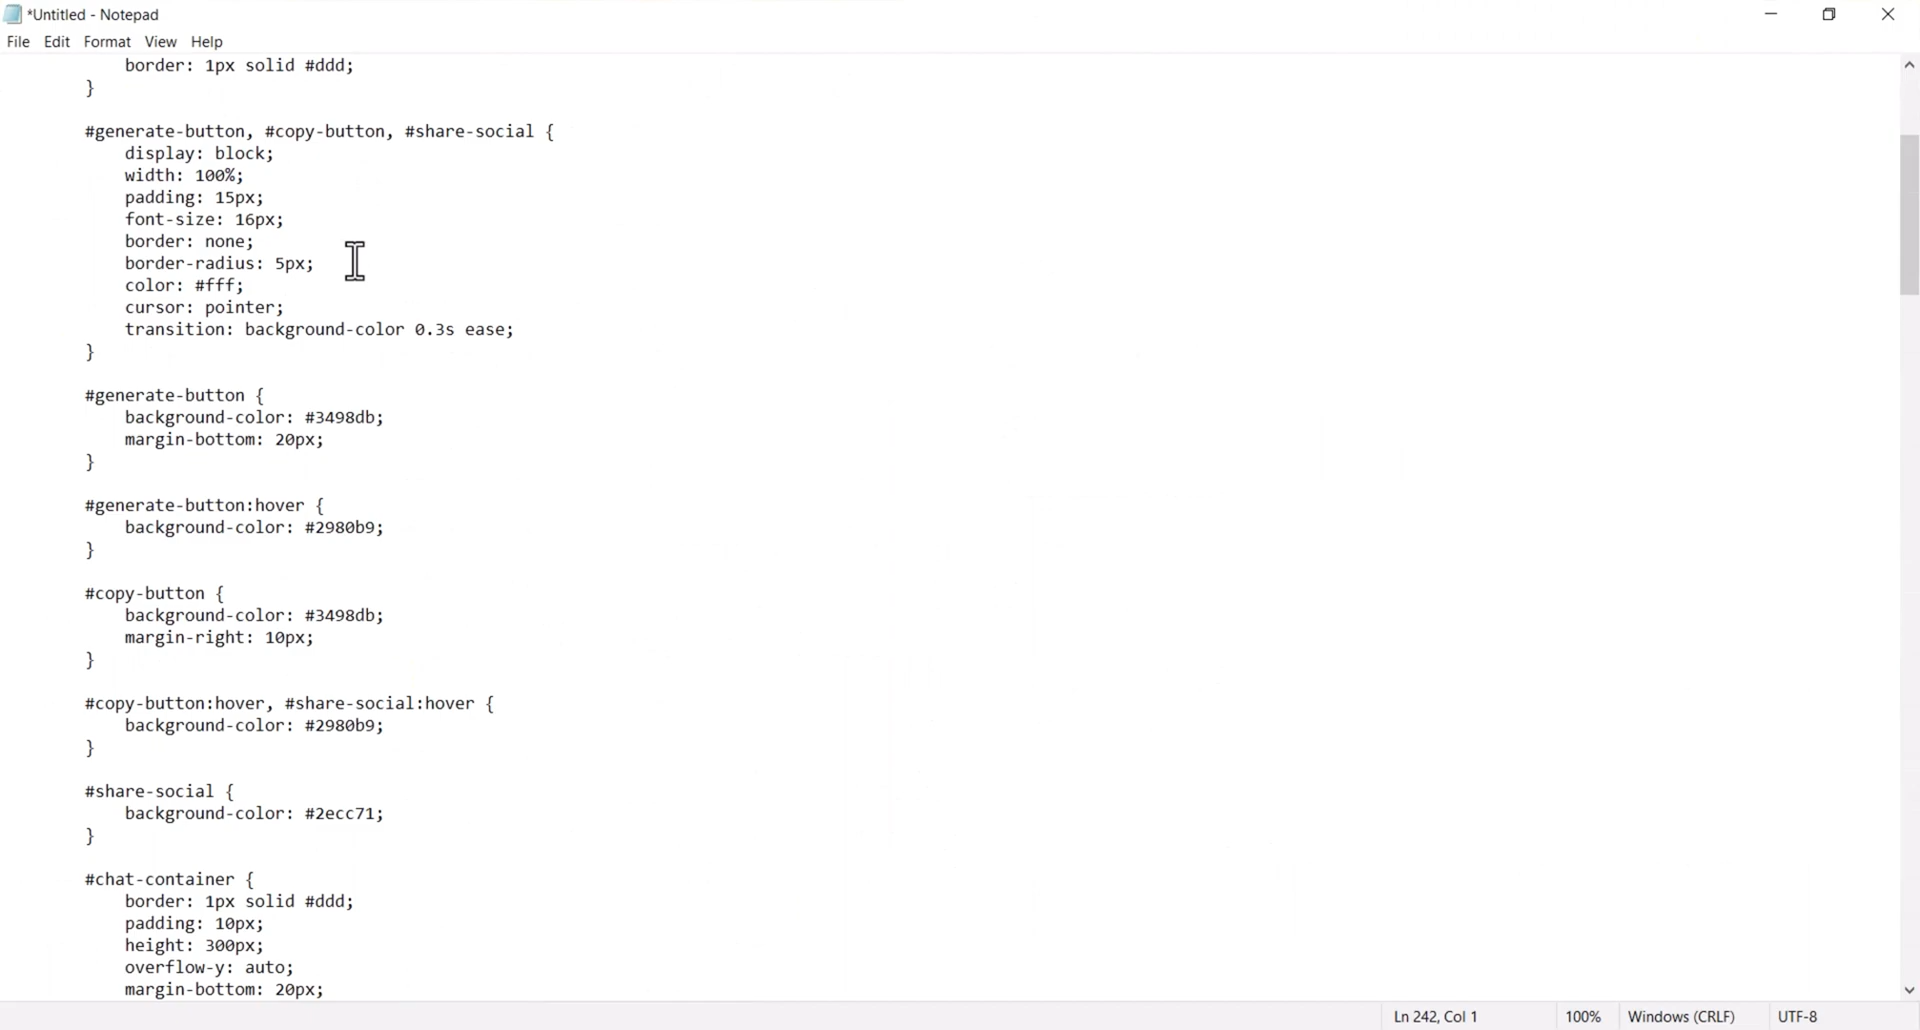 *Untitled - Notepad
File Edit Format View Help
border: 1px solid #ddd;
}
#generate-button, #copy-button, #share-social {
display: block;
width: 100%;
padding: 15px;
font-size: 16px;
border: none;
border-radius: 5px;
color: #fff;
cursor: pointer;
transition: background-color 0.3s ease;
}
#generate-button {
background-color: #3498db;
margin-bottom: 20px;
}
#generate-button:hover {
background-color: #2980b9;
}
#copy-button {
background-color: #3498db;
margin-right: 10px;
}
#copy-button:hover, #share-social:hover {
background-color: #2980b9;
}
#share-social {
background-color: #2ecc71;
}
#chat-container {
border: 1px solid #ddd;
padding: 10px;
height: 300px;
overflow-y: auto;
margin-bottom: 20px;
Ln 242, Col 1 100% Windows (CRLF) UTF-8